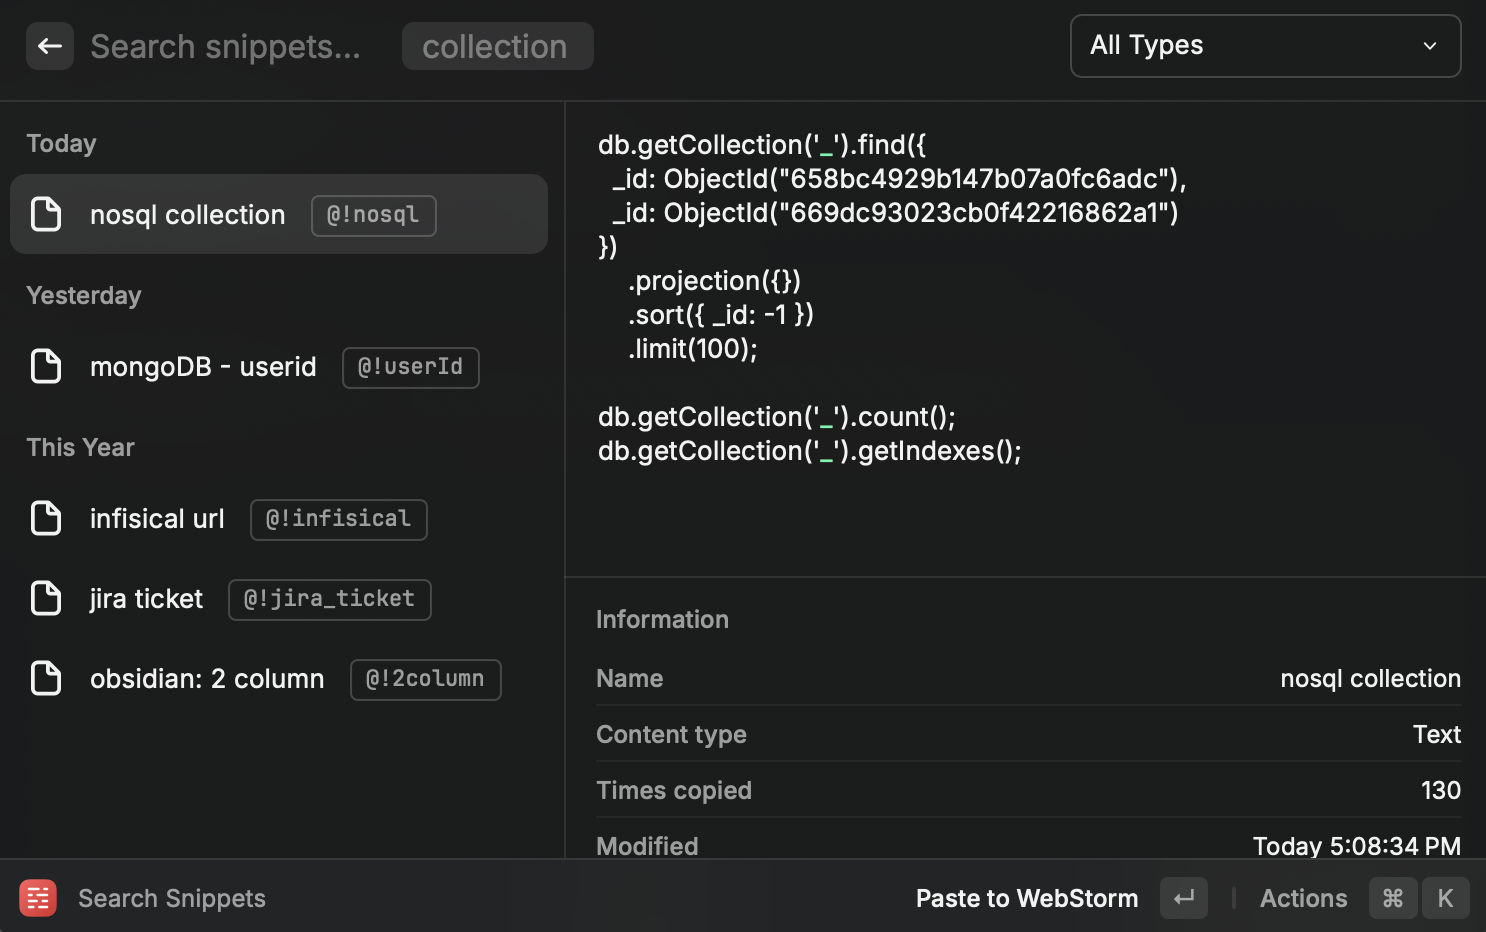 Search snippets...
collection
All Types
Today
nosql collection @!nosql
Yesterday
mongoDB - userid @!userId
This Year
infisical url @!infisical
jira ticket @!jira_ticket
obsidian: 2 column @!2column
db.getCollection('_').find({
  _id: ObjectId("658bc4929b147b07a0fc6adc"),
  _id: ObjectId("669dc93023cb0f42216862a1")
})
    .projection({})
    .sort({ _id: -1 })
    .limit(100);
db.getCollection('_').count();
db.getCollection('_').getIndexes();
Information
Name nosql collection
Content type Text
Times copied 130
Modified Today 5:08:34 PM
Search Snippets
Paste to WebStorm ↵
Actions ⌘ K